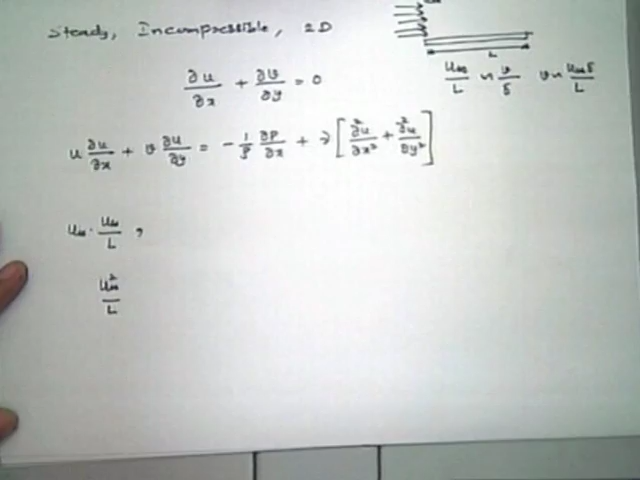 Steady, Incompressible, 2D
L
∂u/∂x + ∂v/∂y = 0
u∞/L ~ v/δ v ~ u∞δ/L
u ∂u/∂x + v ∂u/∂y = - 1/ρ ∂P/∂x + ν [∂²u/∂x² + ∂²u/∂y²]
u∞ · u∞/L ,
u∞²/L